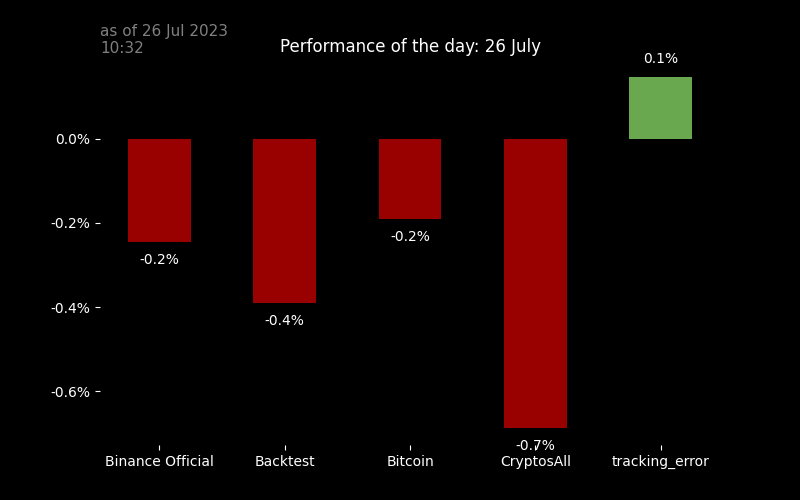 as of 26 Jul 2023
10:32
Performance of the day: 26 July
0.1%
0.0%
-0.2%
-0.4%
-0.6%
-0.2%
-0.4%
-0.2%
-0.7%
Binance Official
Backtest
Bitcoin
CryptosAll
tracking_error